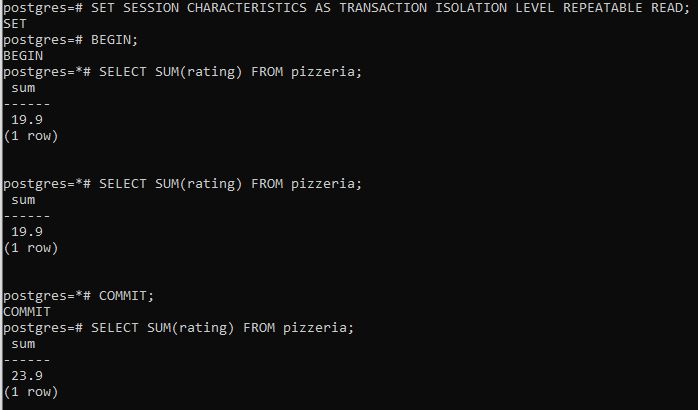 postgres=# SET SESSION CHARACTERISTICS AS TRANSACTION ISOLATION LEVEL REPEATABLE READ;
SET
postgres=# BEGIN;
BEGIN
postgres=*# SELECT SUM(rating) FROM pizzeria;
 sum
------
 19.9
(1 row)
postgres=*# SELECT SUM(rating) FROM pizzeria;
 sum
------
 19.9
(1 row)
postgres=*# COMMIT;
COMMIT
postgres=# SELECT SUM(rating) FROM pizzeria;
 sum
------
 23.9
(1 row)